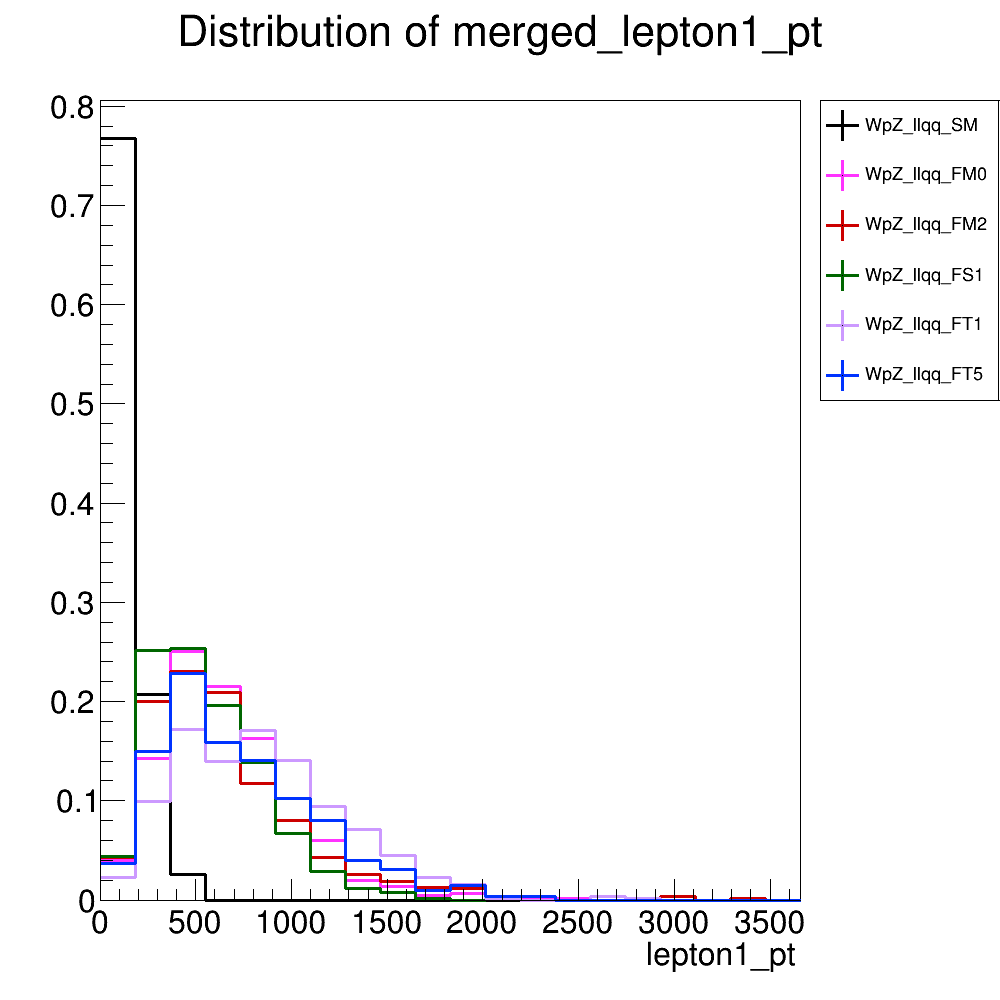 Distribution of merged_lepton1_pt
0.8
0.7
0.6
0.5
0.4
0.3
0.2
0.1
0
0 500 1000 1500 2000 2500 3000 3500
lepton1_pt
WpZ_llqq_SM
WpZ_llqq_FM0
WpZ_llqq_FM2
WpZ_llqq_FS1
WpZ_llqq_FT1
WpZ_llqq_FT5